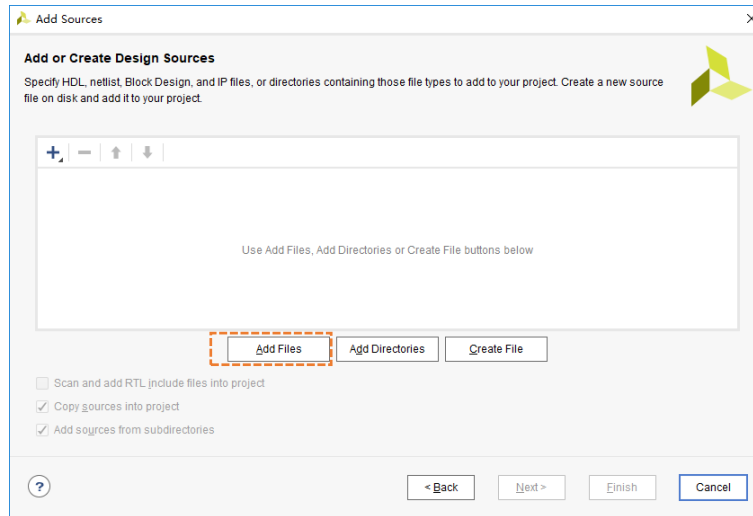 Add Sources
Add or Create Design Sources
Specify HDL, netlist, Block Design, and IP files, or directories containing those file types to add to your project. Create a new source
file on disk and add it to your project.
Use Add Files, Add Directories or Create File buttons below
Add Files
Add Directories
Create File
Scan and add RTL include files into project
Copy sources into project
Add sources from subdirectories
?
< Back
Next >
Finish
Cancel